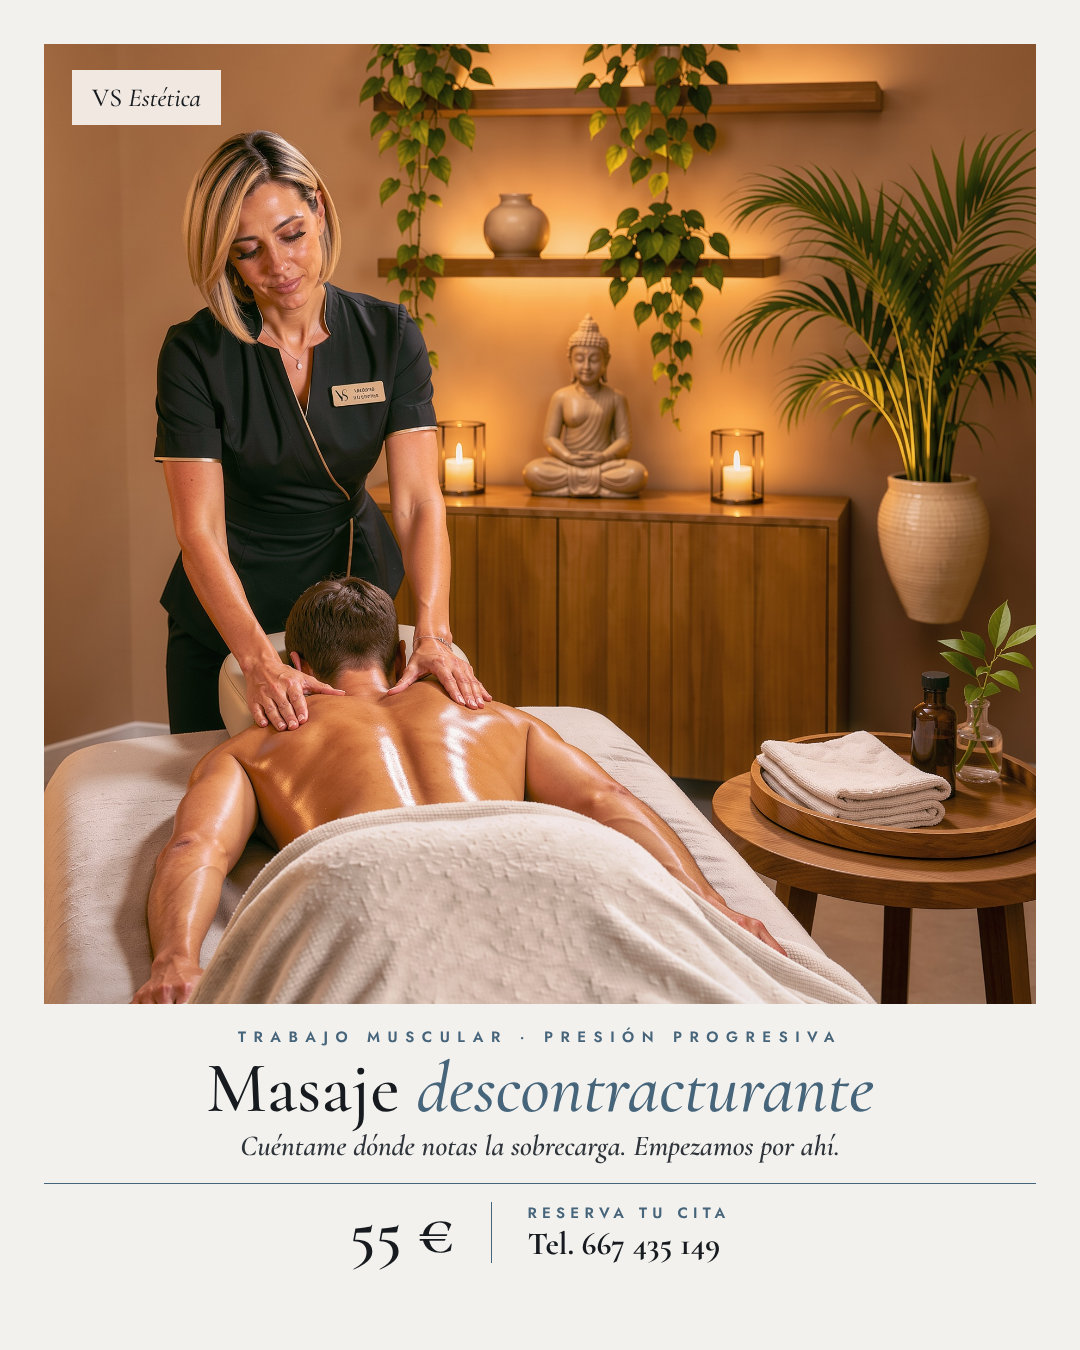 VS Estética
VS
TRABAJO MUSCULAR · PRESIÓN PROGRESIVA
Masaje descontracturante
Cuéntame dónde notas la sobrecarga. Empezamos por ahí.
55 €
RESERVA TU CITA
Tel. 667 435 149